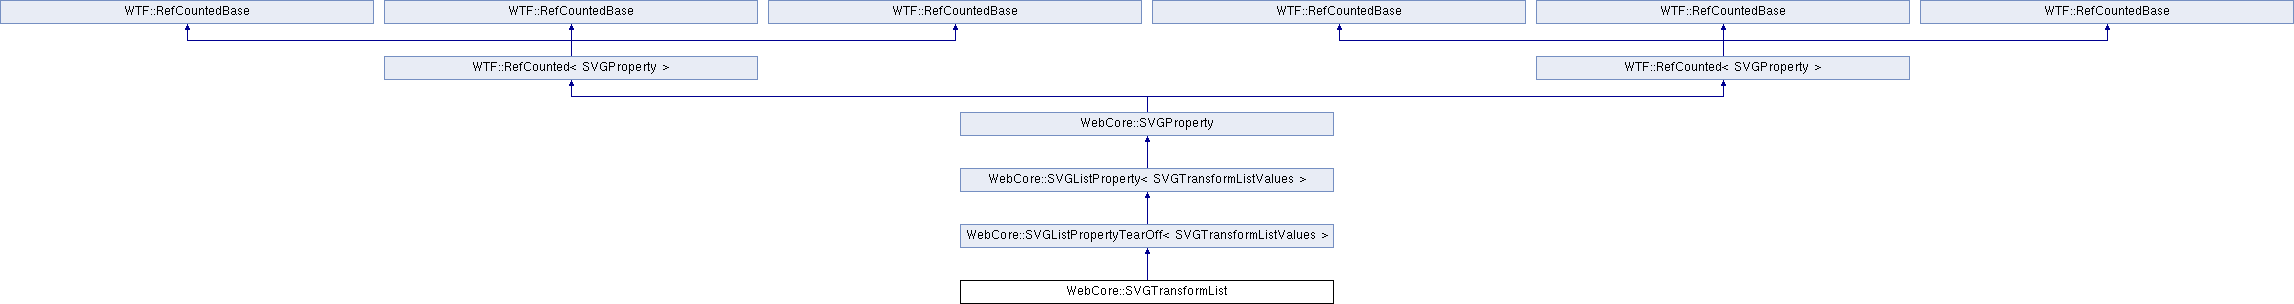 WTF::RefCountedBase
WTF::RefCountedBase
WTF::RefCountedBase
WTF::RefCountedBase
WTF::RefCountedBase
WTF::RefCountedBase
WTF::RefCounted< SVGProperty >
WTF::RefCounted< SVGProperty >
WebCore::SVGProperty
WebCore::SVGListProperty< SVGTransformListValues >
WebCore::SVGListPropertyTearOff< SVGTransformListValues >
WebCore::SVGTransformList